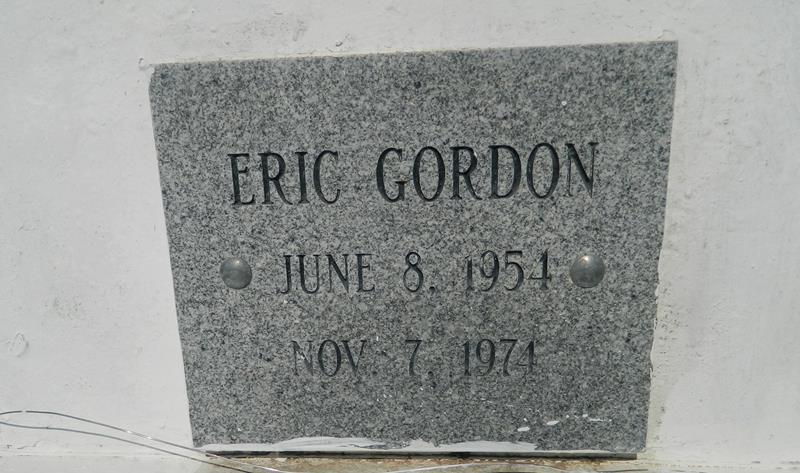 ERIC GORDON
JUNE 8, 1954
NOV. 7, 1974